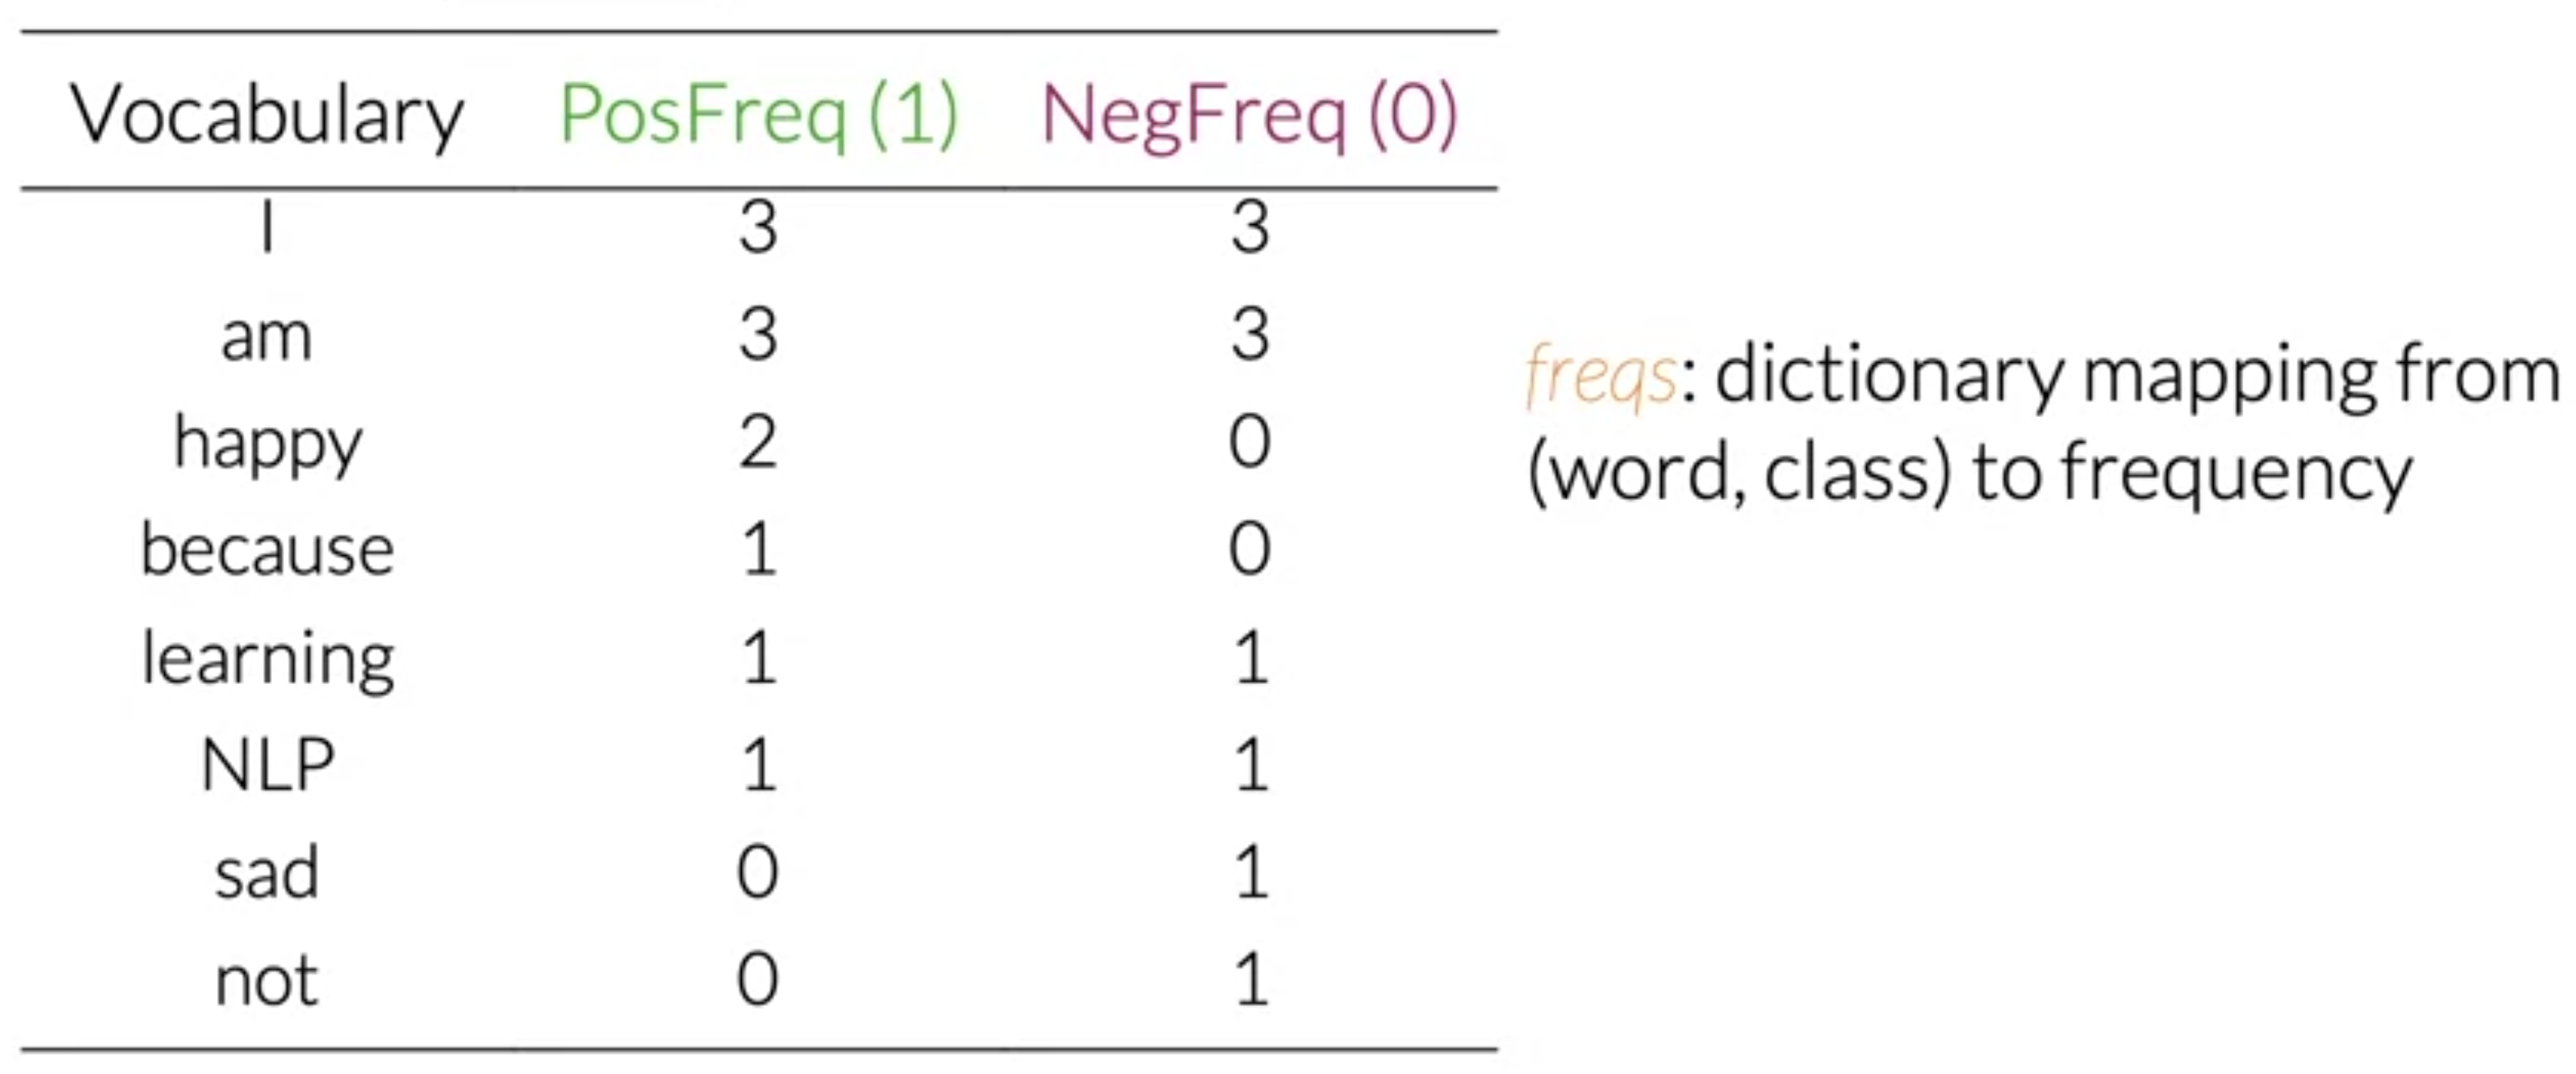 Vocabulary PosFreq (1) NegFreq (0)
I 3 3
am 3 3
happy 2 0
because 1 0
learning 1 1
NLP 1 1
sad 0 1
not 0 1
freqs: dictionary mapping from
(word, class) to frequency